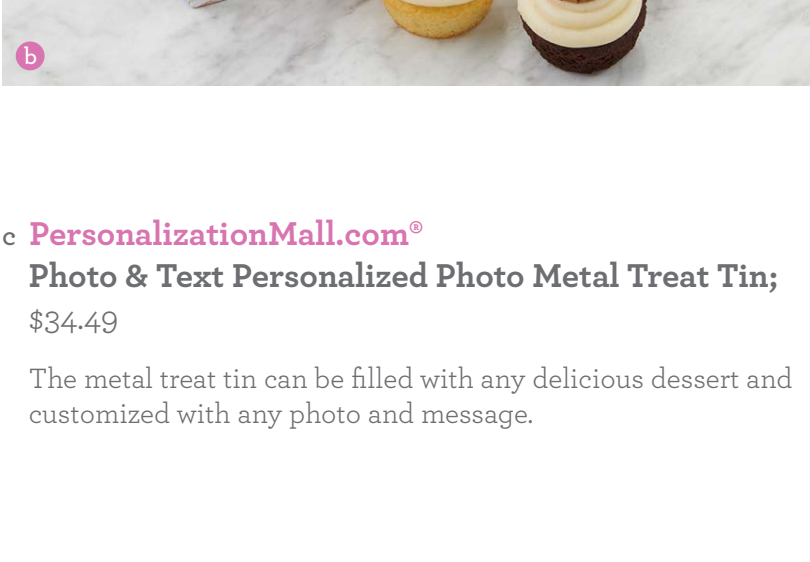 b
c PersonalizationMall.com®
Photo & Text Personalized Photo Metal Treat Tin;
$34.49
The metal treat tin can be filled with any delicious dessert and
customized with any photo and message.